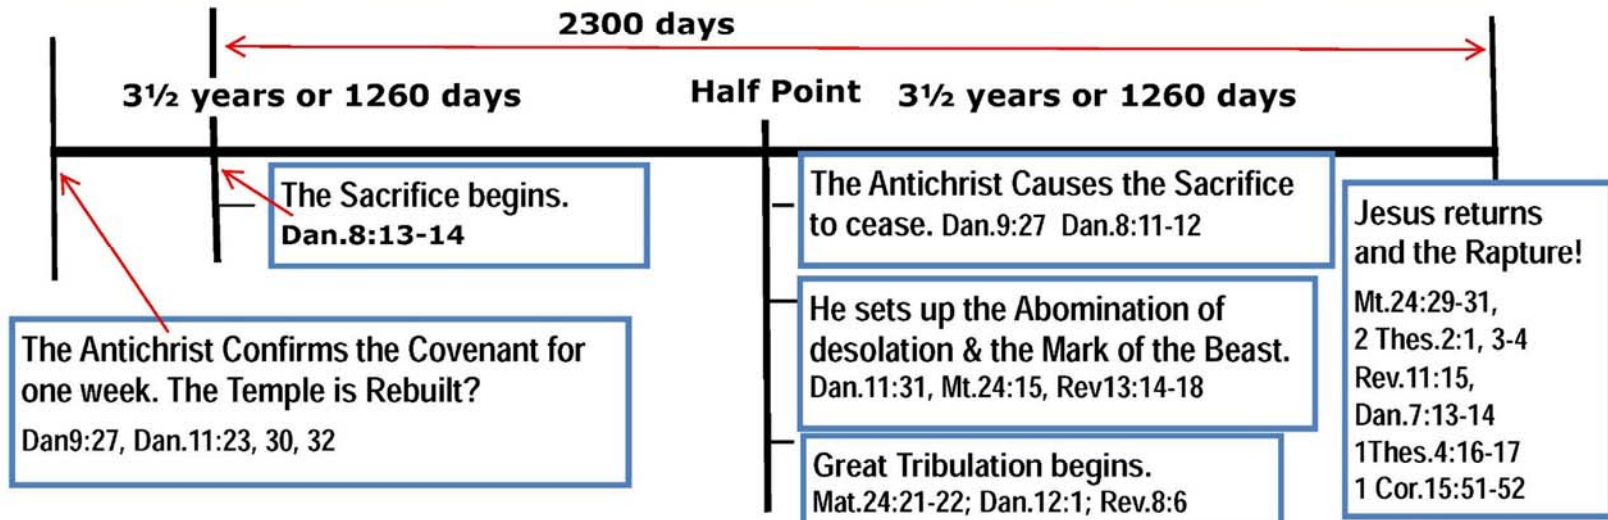 2300 days
3½ years or 1260 days
Half Point
3½ years or 1260 days
The Sacrifice begins.
Dan.8:13-14
The Antichrist Confirms the Covenant for
one week. The Temple is Rebuilt?
Dan9:27, Dan.11:23, 30, 32
The Antichrist Causes the Sacrifice
to cease. Dan.9:27 Dan.8:11-12
He sets up the Abomination of
desolation & the Mark of the Beast.
Dan.11:31, Mt.24:15, Rev13:14-18
Great Tribulation begins.
Mat.24:21-22; Dan.12:1; Rev.8:6
Jesus returns
and the Rapture!
Mt.24:29-31,
2 Thes.2:1, 3-4
Rev.11:15,
Dan.7:13-14
1Thes.4:16-17
1 Cor.15:51-52